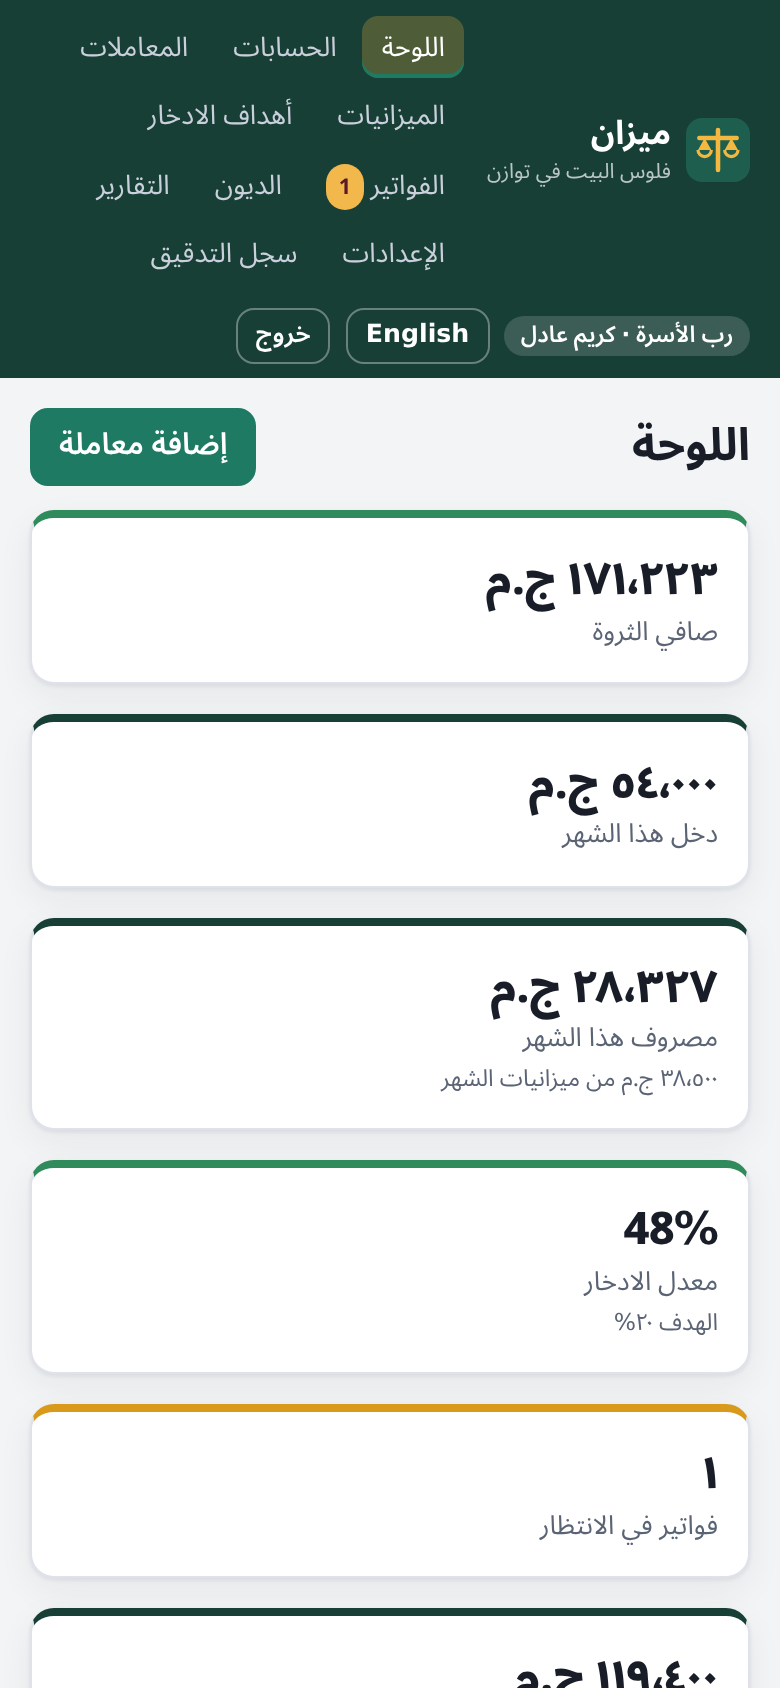 ميزان
فلوس البيت في توازن
اللوحة الحسابات المعاملات
الميزانيات أهداف الادخار
الفواتير 1 الديون التقارير
الإعدادات سجل التدقيق
رب الأسرة · كريم عادل English خروج
اللوحة إضافة معاملة
١٧١،٢٢٣ ج.م
صافي الثروة
٥٤،٠٠٠ ج.م
دخل هذا الشهر
٢٨،٣٢٧ ج.م
مصروف هذا الشهر
٣٨،٥٠٠ ج.م من ميزانيات الشهر
48%
معدل الادخار
الهدف ٢٠%
١
فواتير في الانتظار
١١٩،٤٠٠ ج.م